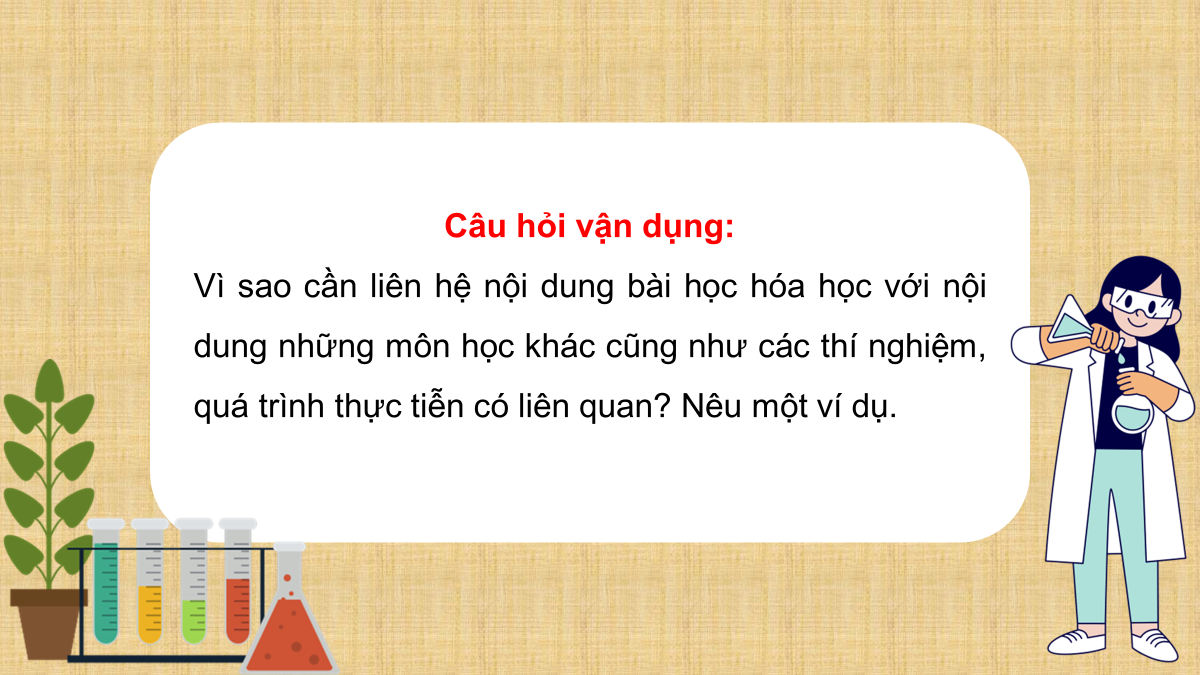 Câu hỏi vận dụng:
Vì sao cần liên hệ nội dung bài học hóa học với nội
dung những môn học khác cũng như các thí nghiệm,
quá trình thực tiễn có liên quan? Nêu một ví dụ.